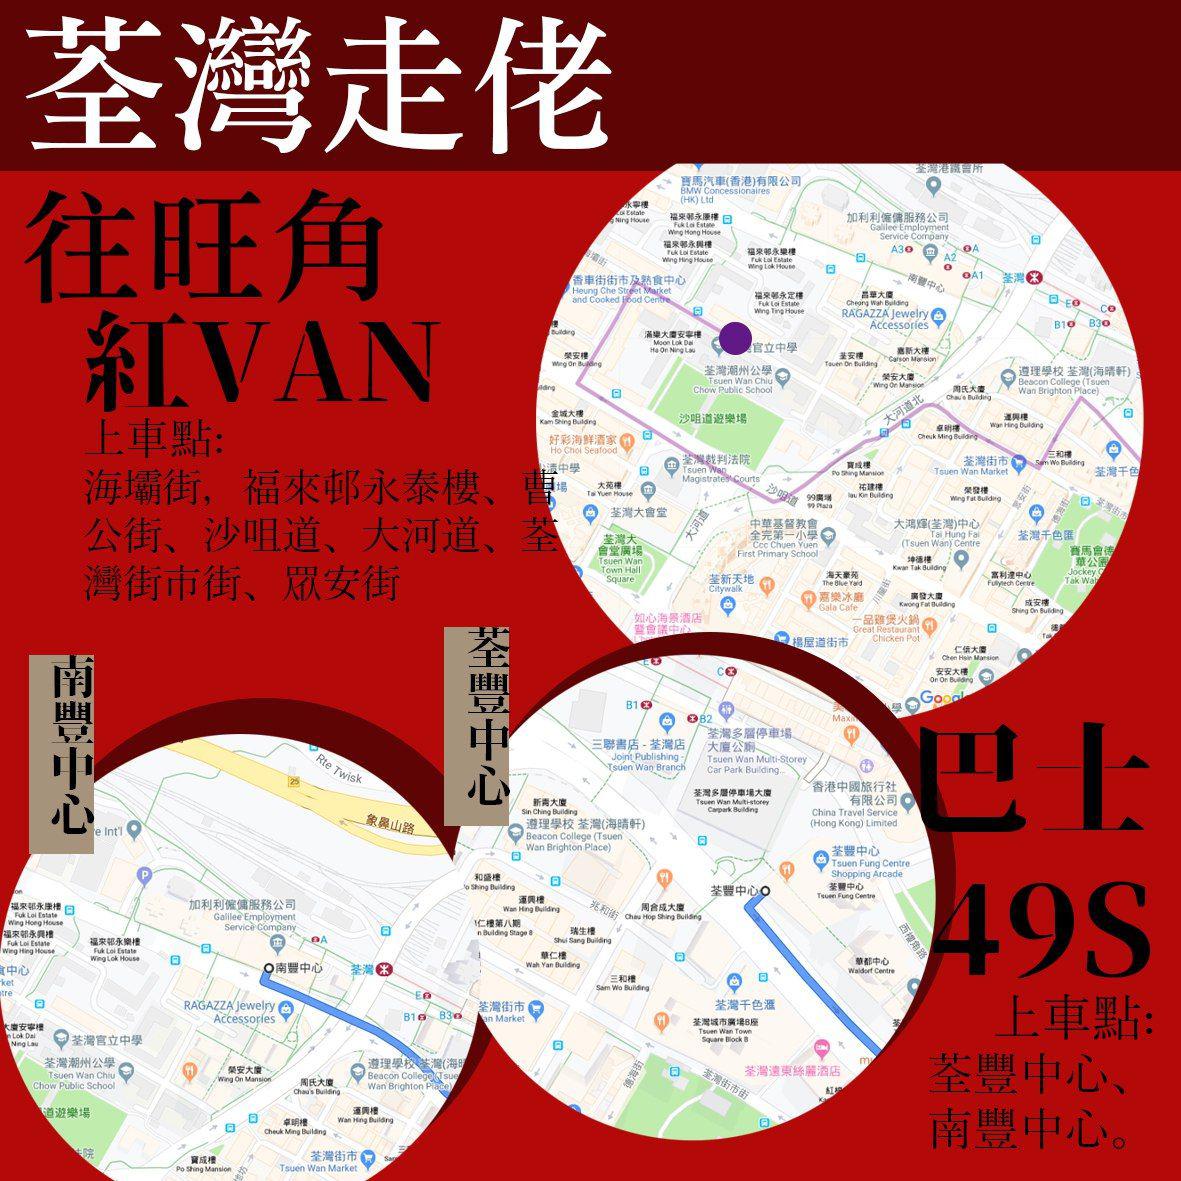 荃灣走佬
往旺角
紅VAN
上車點:
海壩街, 福來邨永泰樓、曹
公街、沙咀道、大河道、荃
灣街市街、眾安街
寶馬汽車(香港)有限公司
BMW Concessionaires
(HK) Ltd
荃灣港鐵會所
福來邨永康樓
Fuk Loi Estate
Wing Hong House
加利利僱傭服務公司
Galilee Employment
Service Company
福來邨永興樓
Fuk Loi Estate
Wing Hing House
福來邨永樂樓
Fuk Loi Estate
Wing Lok House
A3
A
A2
A1
荃灣
南豐中心
香車街街市及熟食中心
Heung Che Street Market
and Cooked Food Centre
福來邨永定樓
Fuk Loi Estate
Wing Ting House
昌華大廈
Cheong Wah Building
RAGAZZA Jewelry
Accessories
E
C
B1
B3
滿樂大廈安寧樓
Moon Lok Dai
Ha On Ning Lau
官立中學
荃灣潮州公學
Tsuen Wan Chiu
Chow Public School
荃安樓
Tsuen On Building
嘉新大樓
Carson Mansion
榮安大廈
Wing On Mansion
周氏大廈
Chau's Building
遵理學校 荃灣(海晴軒)
Beacon College (Tsuen
Wan Brighton Place)
榮安樓
Wing On Building
金城大樓
Kam Shing Building
沙咀道遊樂場
大河道北
運興樓
Wan Hing Building
卓明樓
Cheuk Ming Building
好彩海鮮酒家
Ho Choi Seafood
荃灣裁判法院
Tsuen Wan
Magistrates' Courts
寶成樓
Po Shing Mansion
荃灣街市
Tsuen Wan Market
三和樓
Sam Wo Building
荃灣千色
大苑樓
Tai Yuen House
荃灣大會堂
沙咀道
99廣場
99 Plaza
祐建樓
Iau Kin Building
榮發樓
Wing Fat Building
荃灣大
會堂廣場
Tsuen Wan
Town Hall
Square
大河道
中華基督教會
全完第一小學
Ccc Chuen Yuen
First Primary School
大鴻輝(荃灣)中心
Tai Hung Fai
(Tsuen Wan) Centre
荃灣千色匯
坤德樓
Kwan Tak Building
富利達中心
Fullytech Centre
荃新天地
Citywalk
海天豪苑
The Blue Yard
嘉樂冰廳
Gala Cafe
川龍街
廣發大廈
Kwong Fat Building
成安樓
Shing On Building
如心海景酒店
暨會議中心
楊屋道街市
一品雞煲火鍋
Great Restaurant
Chicken Pot
仁信大廈
Chen Hsin Mansion
安安大樓
On On Building
南豐中心
荃豐中心
Rte Twisk
25
象鼻山路
加利利僱傭服務公司
Galilee Employment
Service Company
福來邨永康樓
Fuk Loi Estate
Wing Hong House
福來邨永興樓
Fuk Loi Estate
Wing Hing House
福來邨永樂樓
Fuk Loi Estate
Wing Lok House
A
南豐中心
荃灣
RAGAZZA Jewelry
Accessories
E
B1
B3
荃灣官立中學
荃灣潮州公學
Tsuen Wan Chiu
Chow Public School
榮安大廈
Wing On Mansion
周氏大廈
Chau's Building
遵理學校 荃灣(海晴
Beacon College (Tsuen
Wan Brighton Place)
道遊樂場
運興樓
Wan Hing Building
卓明樓
Cheuk Ming Building
寶成樓
Po Shing Mansion
荃灣街市
Tsuen Wan Market
E
C
B1
B2
三聯書店 - 荃灣店
Joint Publishing -
Tsuen Wan Branch
荃灣多層停車場
大廈公廁
Tsuen Wan Multi-Storey
Car Park Building...
新青大廈
Sin Ching Building
荃灣多層停車場大廈
Tsuen Wan Multi-storey
Carpark Building
香港中國旅行社
有限公司
China Travel Service
(Hong Kong) Limited
遵理學校 荃灣(海晴軒)
Beacon College (Tsuen
Wan Brighton Place)
荃豐中心
Tsuen Fung Centre
Shopping Arcade
和盛樓
荃豐中心
荃豐中心
Tsuen Fung Centre
運興樓
Wan Hing Building
兆和街
周合成大廈
Chau Hop Shing Building
仁樓第八期
n Building Stage 8
瑞生樓
Shui Sang Building
華仁樓
Wah Yan Building
西樓角路
華都中心
Waldorf Centre
三和樓
Sam Wo Building
荃灣千色滙
荃灣街市
an Market
荃灣城市廣場B座
Tsuen Wan Town
Square Block B
荃灣遠東絲麗酒店
德海街
荃灣街市街
巴士
49S
上車點:
荃豐中心、
南豐中心。